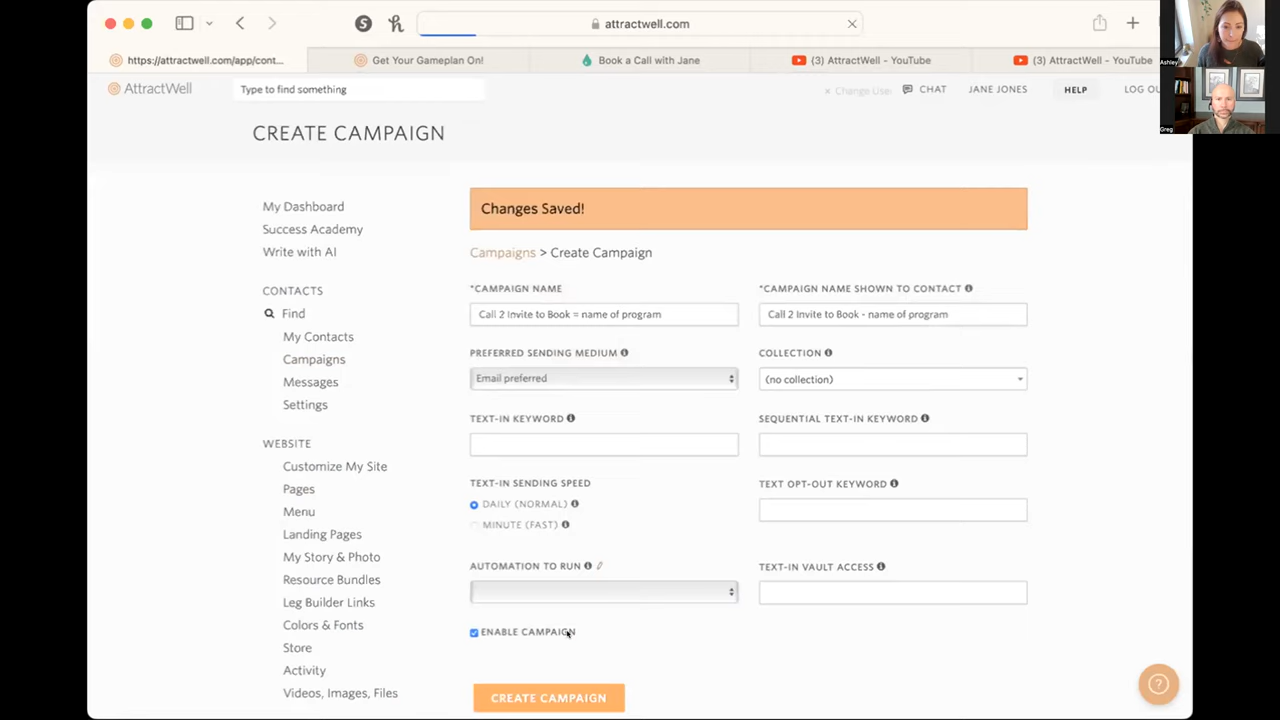 attractwell.com
https://attractwell.com/app/cont...
Get Your Gameplan On!
Book a Call with Jane
(3) AttractWell - YouTube
(3) AttractWell - YouTube
Ashley
Greg
AttractWell
Type to find something
× Change User
CHAT
JANE JONES
HELP
LOG OU
CREATE CAMPAIGN
My Dashboard
Success Academy
Write with AI
CONTACTS
Find
My Contacts
Campaigns
Messages
Settings
WEBSITE
Customize My Site
Pages
Menu
Landing Pages
My Story & Photo
Resource Bundles
Leg Builder Links
Colors & Fonts
Store
Activity
Videos, Images, Files
Changes Saved!
Campaigns > Create Campaign
*CAMPAIGN NAME
*CAMPAIGN NAME SHOWN TO CONTACT
Call 2 Invite to Book = name of program
Call 2 Invite to Book - name of program
PREFERRED SENDING MEDIUM
COLLECTION
Email preferred
(no collection)
TEXT-IN KEYWORD
SEQUENTIAL TEXT-IN KEYWORD
TEXT-IN SENDING SPEED
TEXT OPT-OUT KEYWORD
DAILY (NORMAL)
MINUTE (FAST)
AUTOMATION TO RUN
TEXT-IN VAULT ACCESS
ENABLE CAMPAIGN
CREATE CAMPAIGN